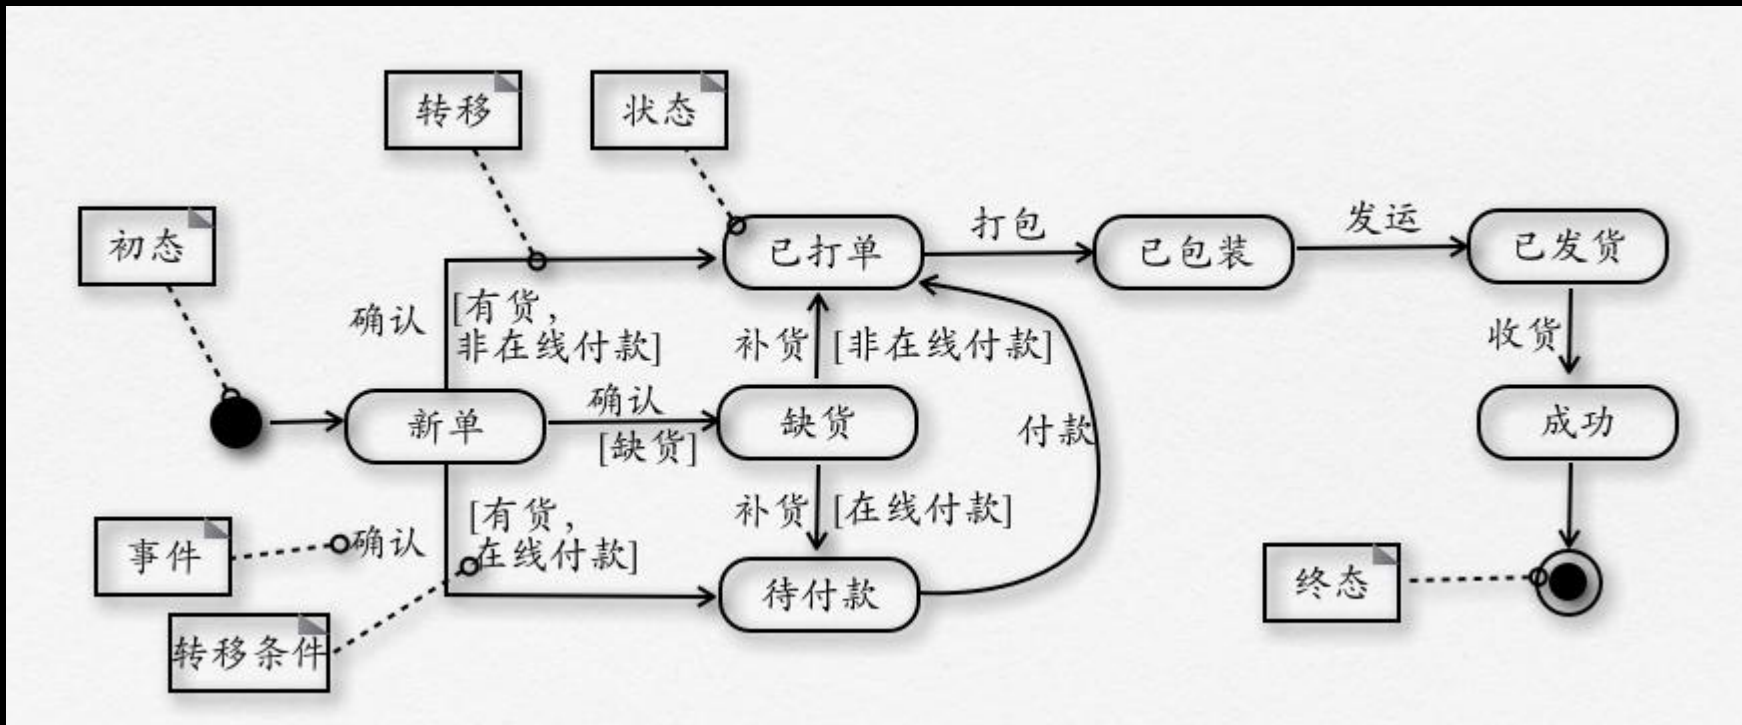 转移
状态
初态
已打单
打包
已包装
发运
已发货
确认
[有货，
非在线付款]
补货
[非在线付款]
收货
新单
确认
[缺货]
缺货
付款
成功
事件
确认
[有货，
在线付款]
补货
[在线付款]
待付款
终态
转移条件